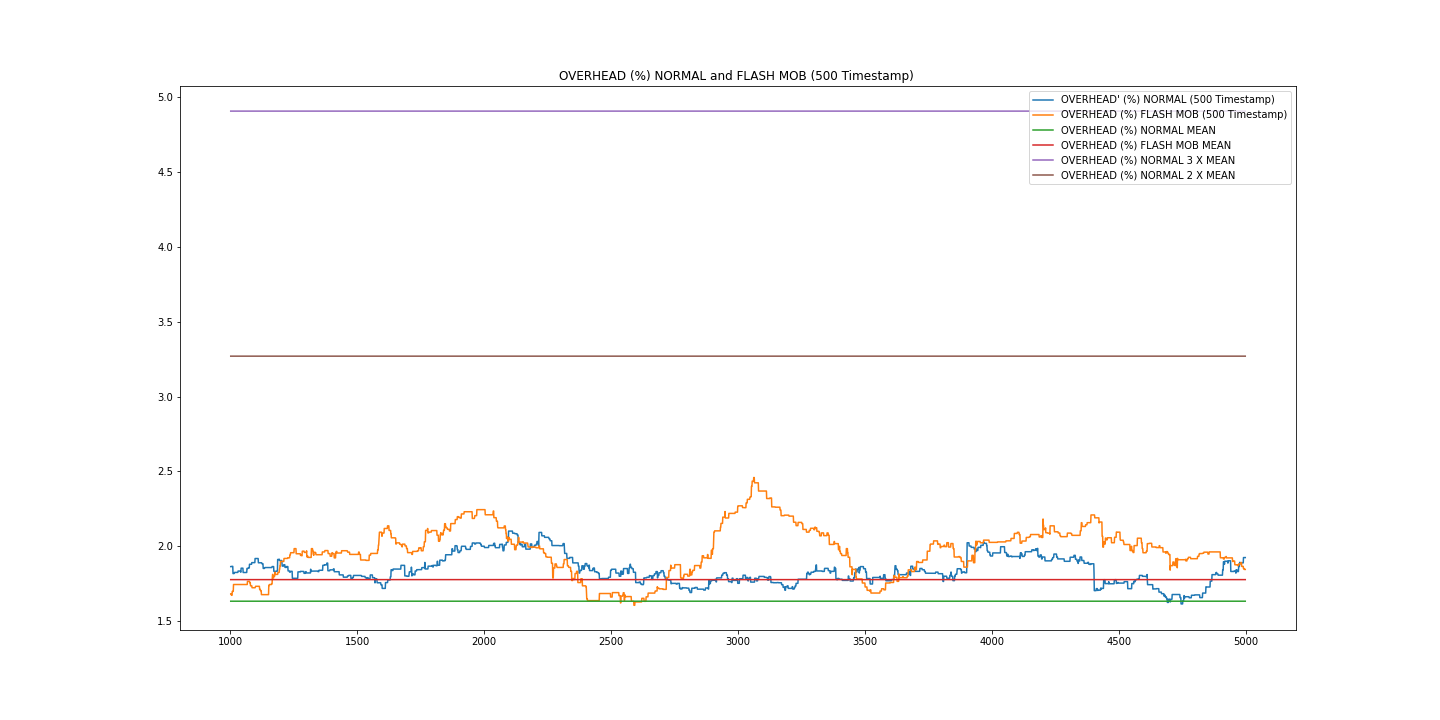 OVERHEAD (%) NORMAL and FLASH MOB (500 Timestamp)
OVERHEAD' (%) NORMAL (500 Timestamp)
OVERHEAD (%) FLASH MOB (500 Timestamp)
OVERHEAD (%) NORMAL MEAN
OVERHEAD (%) FLASH MOB MEAN
OVERHEAD (%) NORMAL 3 X MEAN
OVERHEAD (%) NORMAL 2 X MEAN
5.0
4.5
4.0
3.5
3.0
2.5
2.0
1.5
1000 1500 2000 2500 3000 3500 4000 4500 5000